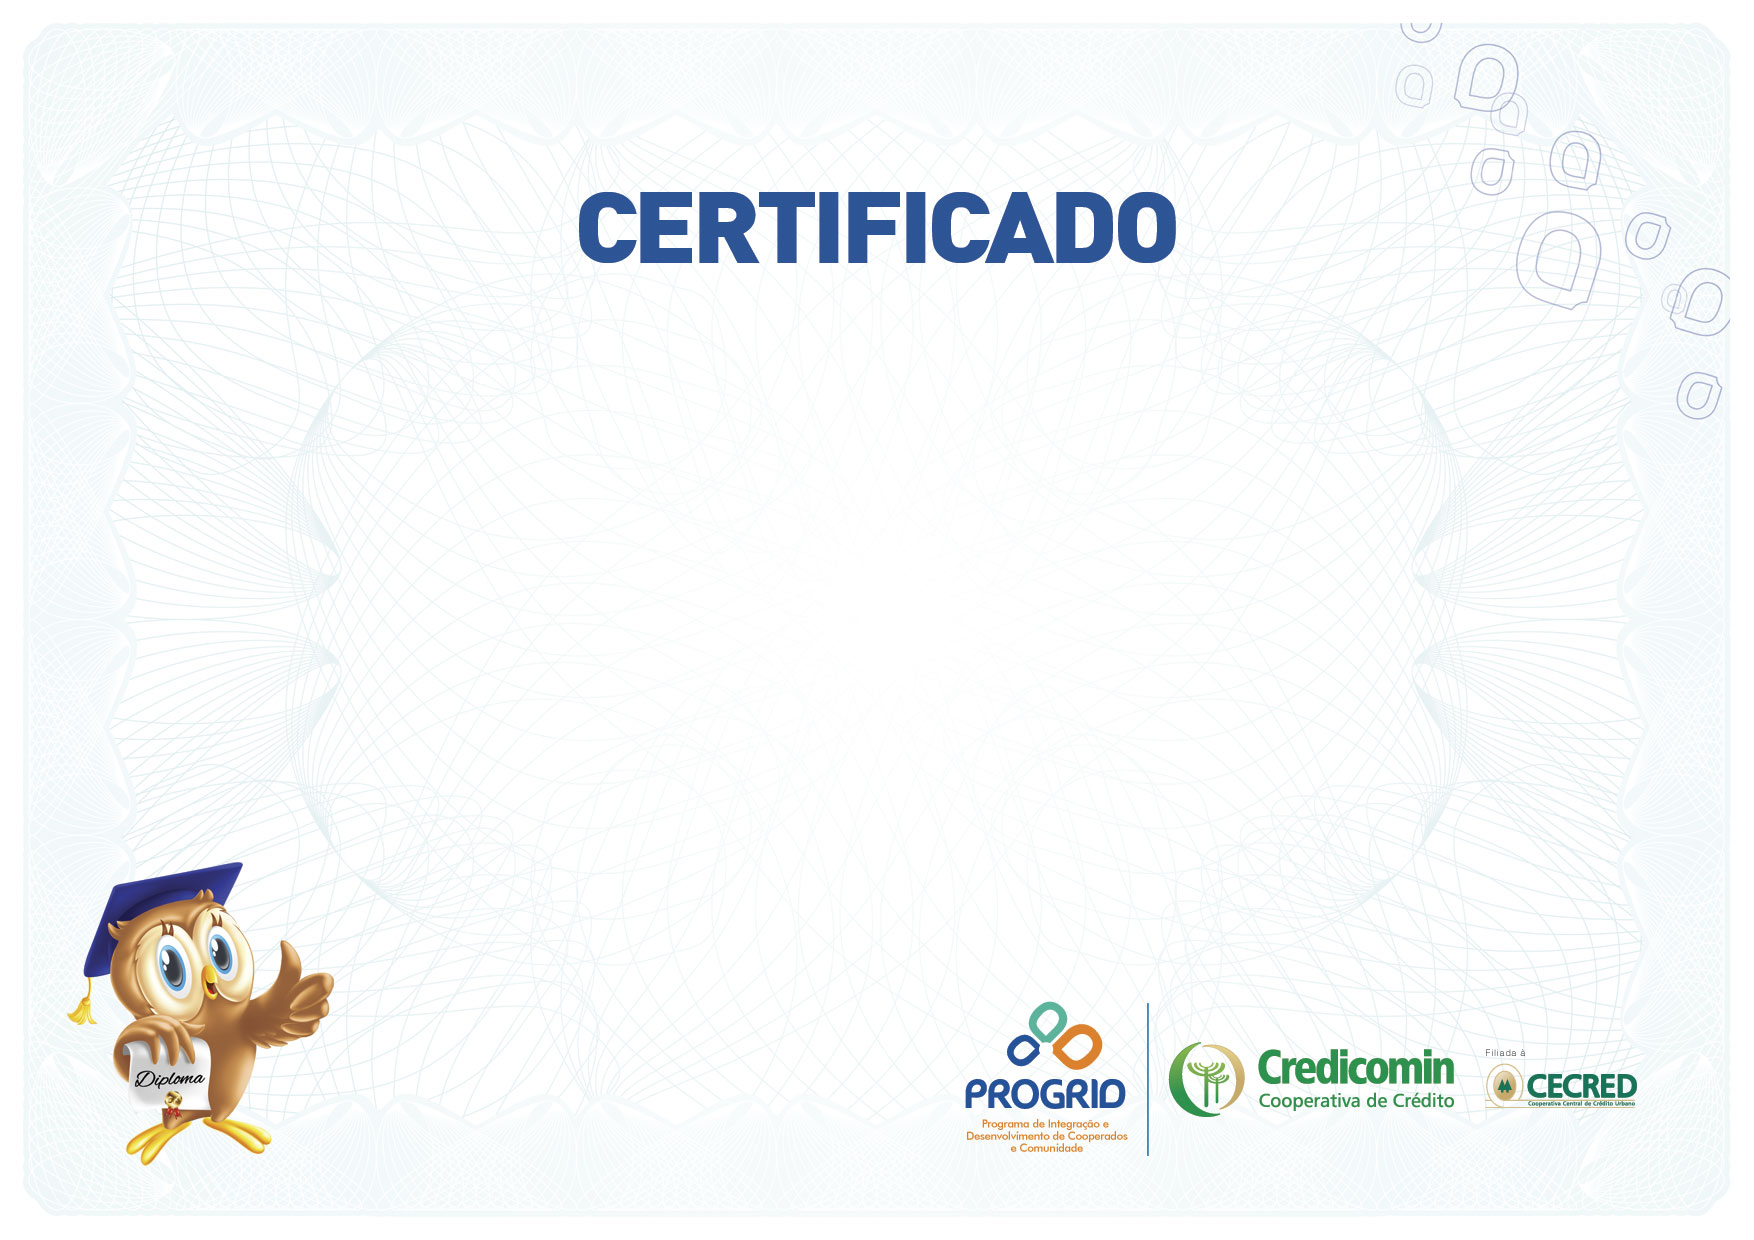 CERTIFICADO
Diploma
PROGRID
Programa de Integração e
Desenvolvimento de Cooperados
e Comunidade
Credicomin
Cooperativa de Crédito
Filiada à
CECRED
Cooperativa Central de Crédito Urbano